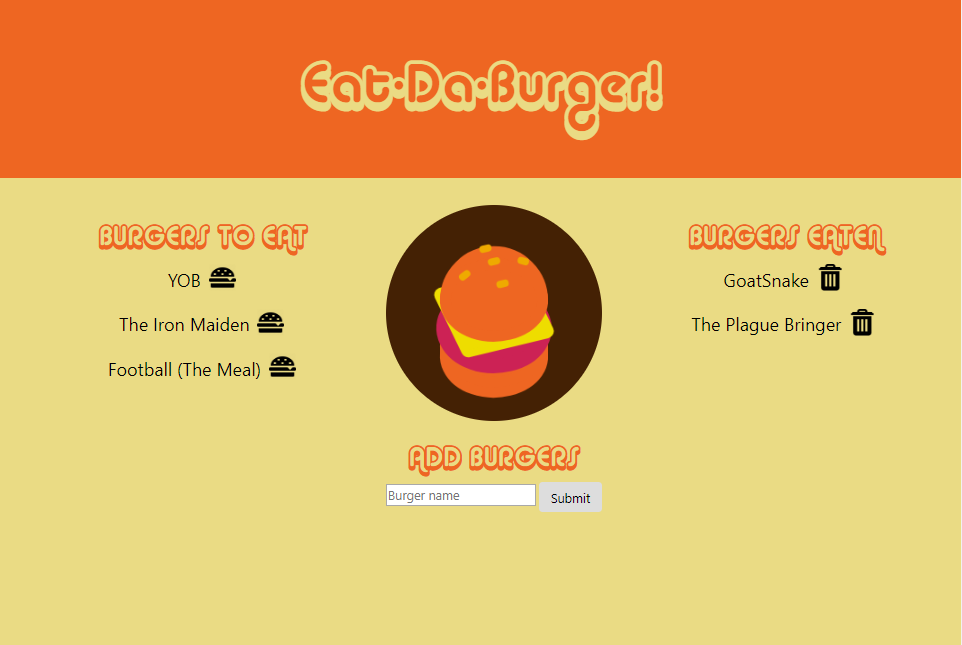 Eat•Da•Burger!
BURGERS TO EAT
YOB
The Iron Maiden
Football (The Meal)
ADD BURGERS
Burger name
Submit
BURGERS EATEN
GoatSnake
The Plague Bringer